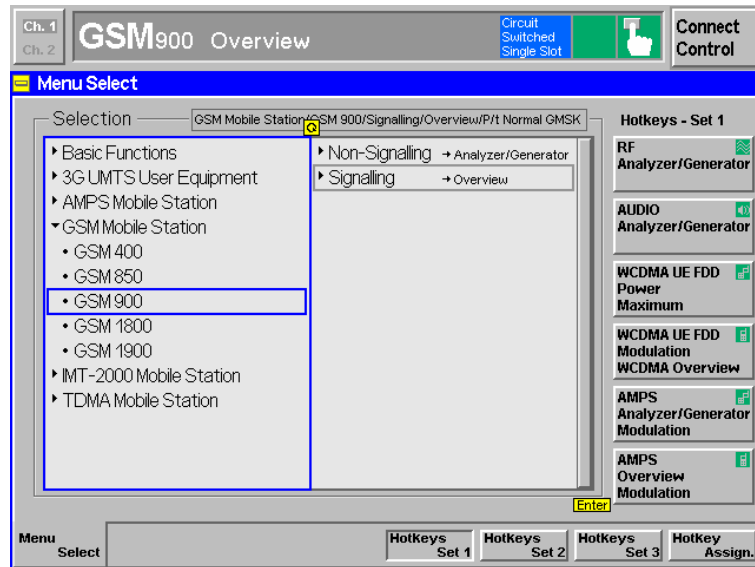 Ch. 1
Ch. 2
GSM900 Overview
Circuit
Switched
Single Slot
Connect
Control
Menu Select
Selection
GSM Mobile Station/GSM 900/Signalling/Overview/P/t Normal GMSK
Q
Basic Functions
3G UMTS User Equipment
AMPS Mobile Station
GSM Mobile Station
• GSM 400
• GSM 850
• GSM 900
• GSM 1800
• GSM 1900
IMT-2000 Mobile Station
TDMA Mobile Station
Non-Signalling → Analyzer/Generator
Signalling → Overview
Enter
Hotkeys - Set 1
RF
Analyzer/Generator
AUDIO
Analyzer/Generator
WCDMA UE FDD
Power
Maximum
WCDMA UE FDD
Modulation
WCDMA Overview
AMPS
Analyzer/Generator
Modulation
AMPS
Overview
Modulation
Menu
Select
Hotkeys
Set 1
Hotkeys
Set 2
Hotkeys
Set 3
Hotkey
Assign.